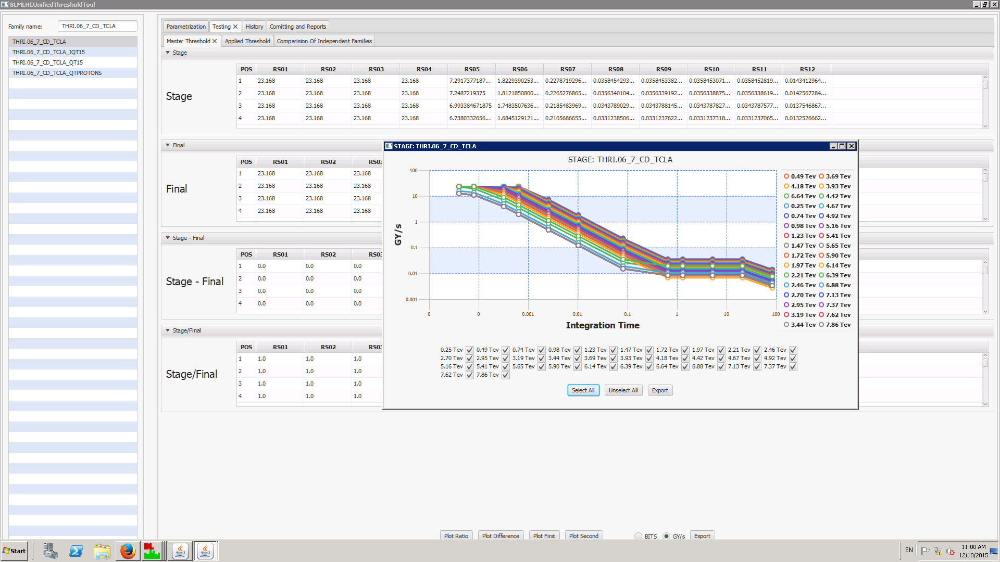 BLMLHCUnifiedThresholdTool
Family name: THRI.06_7_CD_TCLA
THRI.06_7_CD_TCLA
THRI.06_7_CD_TCLA_IQT15
THRI.06_7_CD_TCLA_QT15
THRI.06_7_CD_TCLA_QTPROTONS
Parametrization Testing History Comitting and Reports
Master Threshold Applied Threshold Comparision Of Independent Families
Stage
Stage
POS RS01 RS02 RS03 RS04 RS05 RS06 RS07 RS08 RS09 RS10 RS11 RS12
1 23.168 23.168 23.168 23.168 7.2917377187... 1.8229390253... 0.2278719296... 0.0358454293... 0.0358453382... 0.0358453071... 0.0358452819... 0.0143412964...
2 23.168 23.168 23.168 23.168 7.2487219375 1.8121850800... 0.2265276865... 0.0356340104... 0.0356339192... 0.0356338875... 0.0356338619... 0.0142567284...
3 23.168 23.168 23.168 23.168 6.993384671875 1.7483507636... 0.2185483969... 0.0343789029... 0.0343788145... 0.0343787827... 0.0343787577... 0.0137546867...
4 23.168 23.168 23.168 23.168 6.7380332656... 1.6845129121... 0.2105686655... 0.0331238506... 0.0331237622... 0.0331237318... 0.0331237065... 0.0132526662...
Final
Final
POS RS01 RS02 RS03
1 23.168 23.168 23.168
2 23.168 23.168 23.168
3 23.168 23.168 23.168
4 23.168 23.168 23.168
Stage - Final
Stage - Final
POS RS01 RS02 RS03
1 0.0 0.0 0.0
2 0.0 0.0 0.0
3 0.0 0.0 0.0
4 0.0 0.0 0.0
Stage/Final
Stage/Final
POS RS01 RS02 RS03
1 1.0 1.0 1.0
2 1.0 1.0 1.0
3 1.0 1.0 1.0
4 1.0 1.0 1.0
STAGE: THRI.06_7_CD_TCLA
STAGE: THRI.06_7_CD_TCLA
GY/s
100
10
1
0.1
0.01
0.001
0 0 0.001 0.01 0.1 1 10 100
Integration Time
0.49 Tev 3.69 Tev
4.18 Tev 3.93 Tev
6.64 Tev 4.42 Tev
0.25 Tev 4.67 Tev
0.74 Tev 4.92 Tev
0.98 Tev 5.16 Tev
1.23 Tev 5.41 Tev
1.47 Tev 5.65 Tev
1.72 Tev 5.90 Tev
1.97 Tev 6.14 Tev
2.21 Tev 6.39 Tev
2.46 Tev 6.88 Tev
2.70 Tev 7.13 Tev
2.95 Tev 7.37 Tev
3.19 Tev 7.62 Tev
3.44 Tev 7.86 Tev
0.25 Tev 0.49 Tev 0.74 Tev 0.98 Tev 1.23 Tev 1.47 Tev 1.72 Tev 1.97 Tev 2.21 Tev 2.46 Tev
2.70 Tev 2.95 Tev 3.19 Tev 3.44 Tev 3.69 Tev 3.93 Tev 4.18 Tev 4.42 Tev 4.67 Tev 4.92 Tev
5.16 Tev 5.41 Tev 5.65 Tev 5.90 Tev 6.14 Tev 6.39 Tev 6.64 Tev 6.88 Tev 7.13 Tev 7.37 Tev
7.62 Tev 7.86 Tev
Select All Unselect All Export
Plot Ratio Plot Difference Plot First Plot Second BITS GY/s Export
Start EN 11:00 AM
12/10/2015